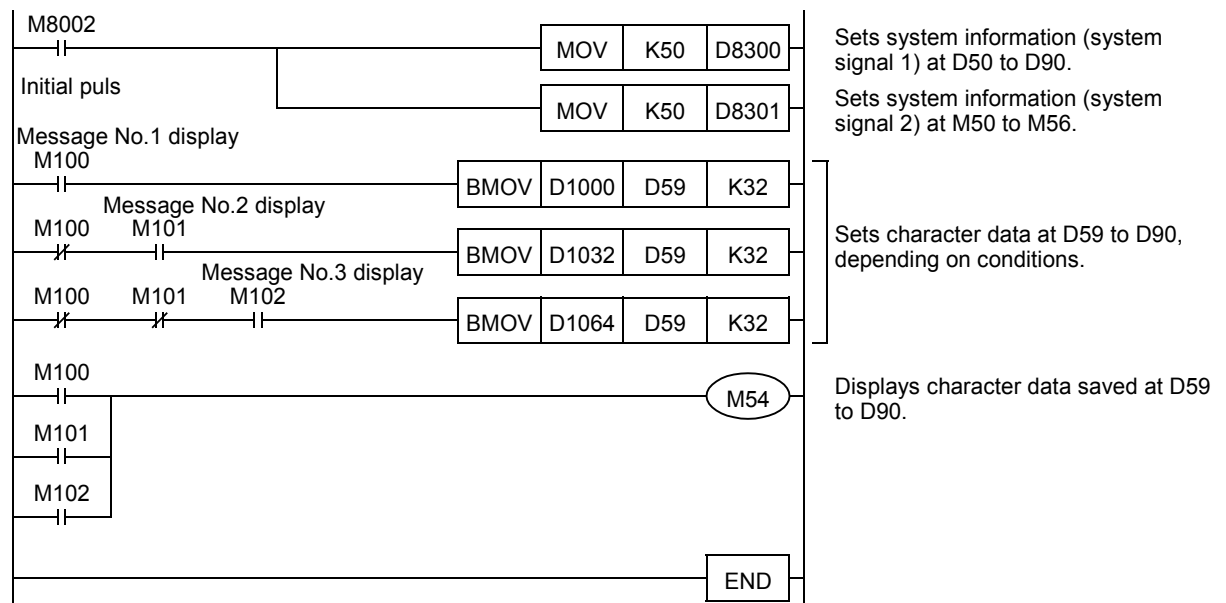 M8002
MOV K50 D8300
Sets system information (system
signal 1) at D50 to D90.
Initial puls
MOV K50 D8301
Sets system information (system
signal 2) at M50 to M56.
Message No.1 display
M100
BMOV D1000 D59 K32
Message No.2 display
M100 M101
BMOV D1032 D59 K32
Sets character data at D59 to D90,
depending on conditions.
Message No.3 display
M100 M101 M102
BMOV D1064 D59 K32
M100
M54
Displays character data saved at D59
to D90.
M101
M102
END